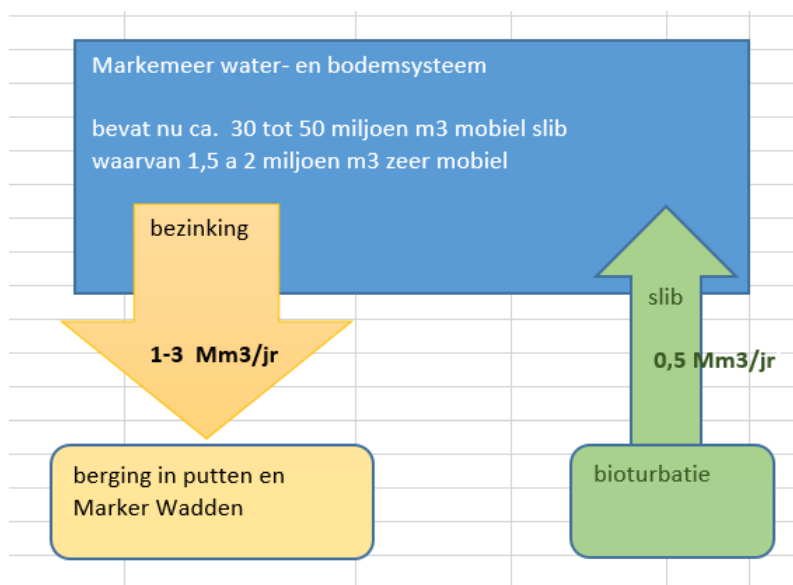 Markemeer water- en bodemsysteem
bevat nu ca. 30 tot 50 miljoen m3 mobiel slib
waarvan 1,5 a 2 miljoen m3 zeer mobiel
bezinking
1-3 Mm3/jr
slib
0,5 Mm3/jr
berging in putten en
Marker Wadden
bioturbatie